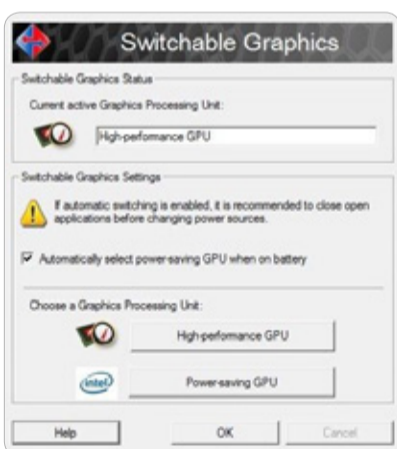 Switchable Graphics
Switchable Graphics Status
Current active Graphics Processing Unit:
High-performance GPU
Switchable Graphics Settings
If automatic switching is enabled, it is recommended to close open
applications before changing power sources.
Automatically select power-saving GPU when on battery
Choose a Graphics Processing Unit:
High-performance GPU
intel
Power-saving GPU
Help
OK
Cancel